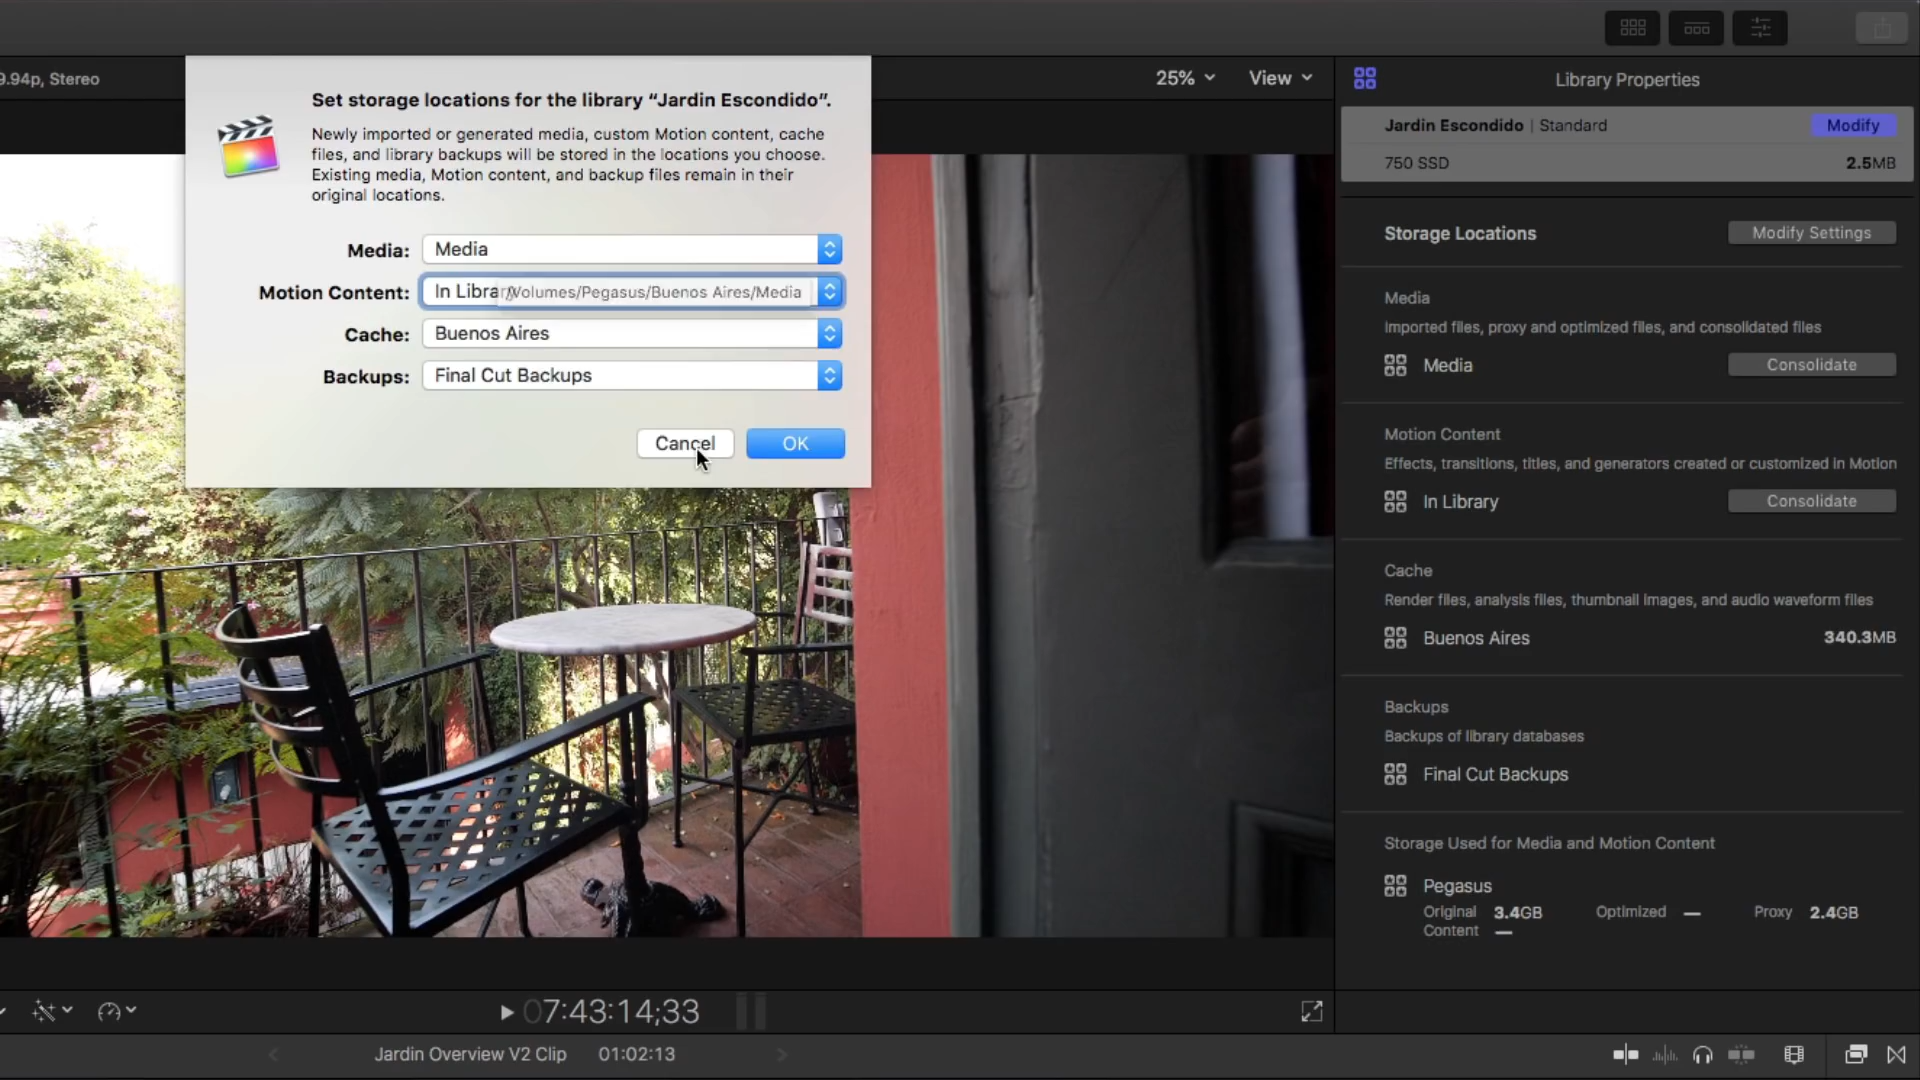 9.94p, Stereo
25%
View
Library Properties
Set storage locations for the library “Jardin Escondido”.
Newly imported or generated media, custom Motion content, cache
files, and library backups will be stored in the locations you choose.
Existing media, Motion content, and backup files remain in their
original locations.
Media: Media
Motion Content: In Library
/Volumes/Pegasus/Buenos Aires/Media
Cache: Buenos Aires
Backups: Final Cut Backups
Cancel
OK
Jardin Escondido | Standard
Modify
750 SSD
2.5MB
Storage Locations
Modify Settings
Media
Imported files, proxy and optimized files, and consolidated files
Media
Consolidate
Motion Content
Effects, transitions, titles, and generators created or customized in Motion
In Library
Consolidate
Cache
Render files, analysis files, thumbnail images, and audio waveform files
Buenos Aires
340.3MB
Backups
Backups of library databases
Final Cut Backups
Storage Used for Media and Motion Content
Pegasus
Original 3.4GB Optimized — Proxy 2.4GB
Content —
07:43:14;33
Jardin Overview V2 Clip 01:02:13